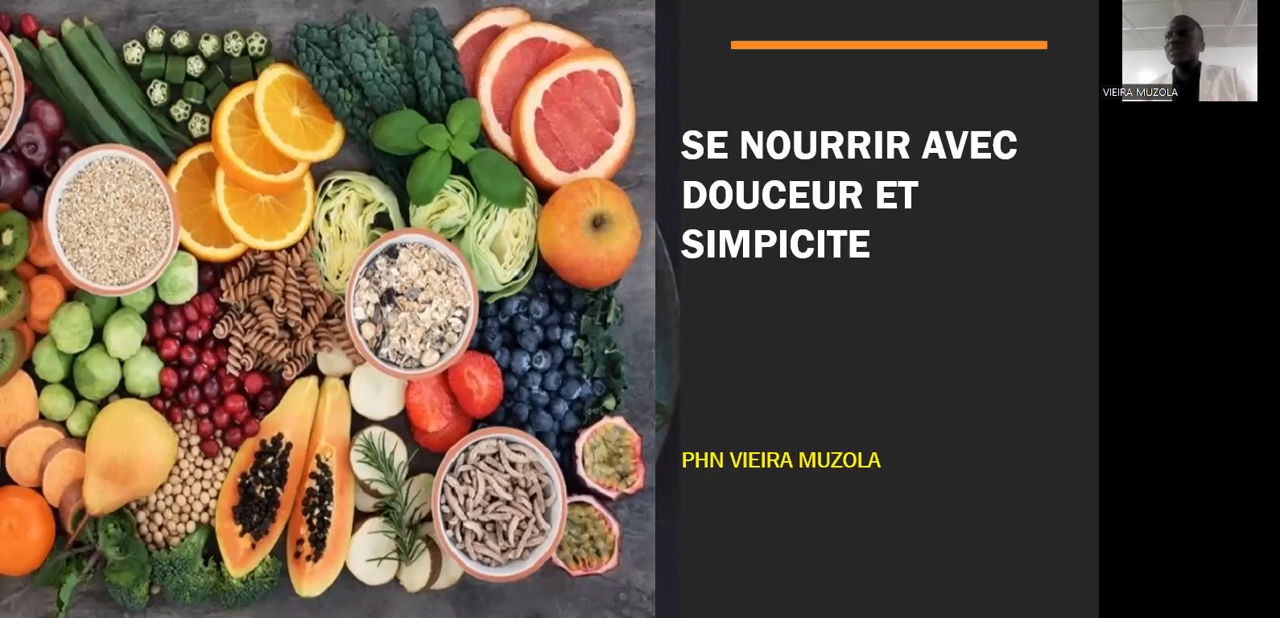 SE NOURRIR AVEC
DOUCEUR ET
SIMPICITE
PHN VIEIRA MUZOLA
VIEIRA MUZOLA